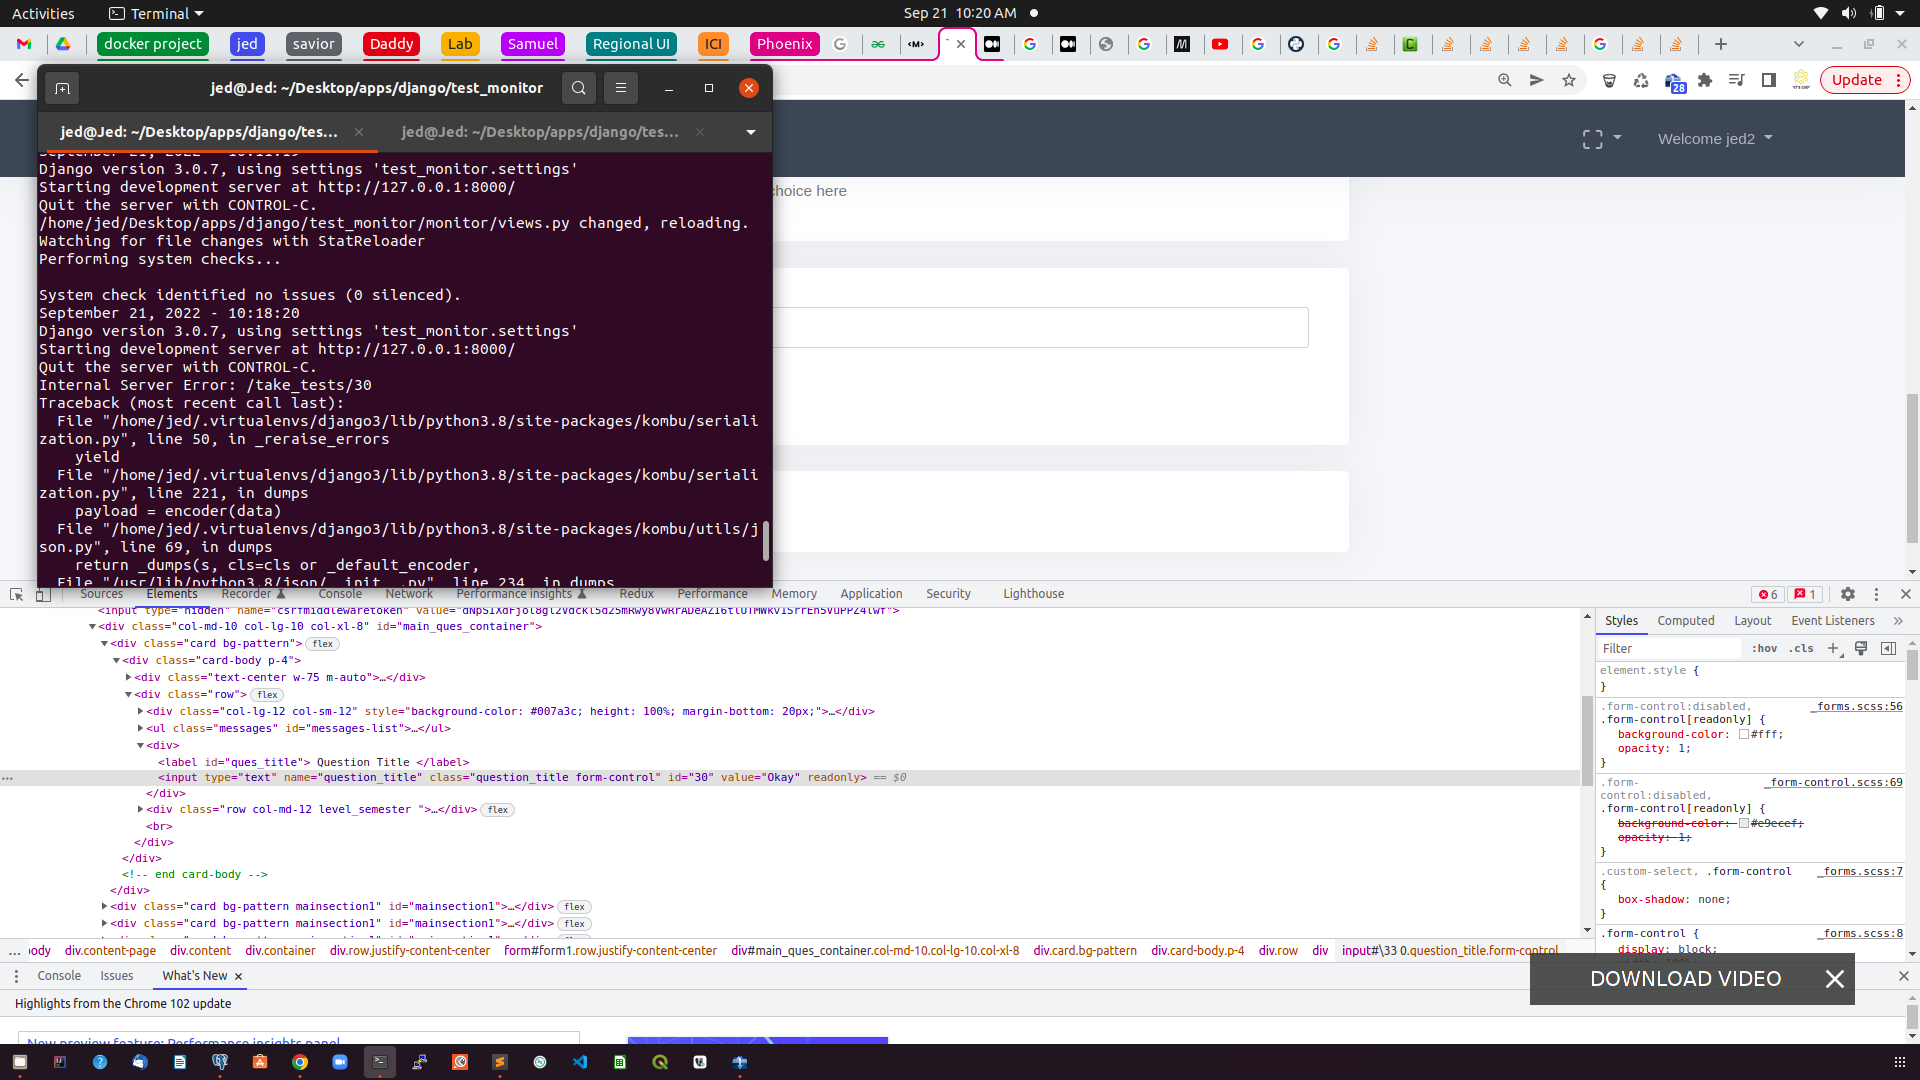 Activities
Terminal
Sep 21 10:20 AM
docker project
jed
savior
Daddy
Lab
Samuel
Regional UI
ICI
Phoenix
28
Update
jed@Jed: ~/Desktop/apps/django/test_monitor
jed@Jed: ~/Desktop/apps/django/tes...
jed@Jed: ~/Desktop/apps/django/tes...
Welcome jed2
Django version 3.0.7, using settings 'test_monitor.settings'
Starting development server at http://127.0.0.1:8000/
Quit the server with CONTROL-C.
/home/jed/Desktop/apps/django/test_monitor/monitor/views.py changed, reloading.
Watching for file changes with StatReloader
Performing system checks...
System check identified no issues (0 silenced).
September 21, 2022 - 10:18:20
Django version 3.0.7, using settings 'test_monitor.settings'
Starting development server at http://127.0.0.1:8000/
Quit the server with CONTROL-C.
Internal Server Error: /take_tests/30
Traceback (most recent call last):
File "/home/jed/.virtualenvs/django3/lib/python3.8/site-packages/kombu/seriali
zation.py", line 50, in _reraise_errors
yield
File "/home/jed/.virtualenvs/django3/lib/python3.8/site-packages/kombu/seriali
zation.py", line 221, in dumps
payload = encoder(data)
File "/home/jed/.virtualenvs/django3/lib/python3.8/site-packages/kombu/utils/j
son.py", line 69, in dumps
return _dumps(s, cls=cls or _default_encoder,
File "/usr/lib/python3.8/json/__init__.py", line 234, in dumps
choice here
Sources
Elements
Recorder
Console
Network
Performance insights
Redux
Performance
Memory
Application
Security
Lighthouse
6
1
<div class="col-md-10 col-lg-10 col-xl-8" id="main_ques_container">
<div class="card bg-pattern"> flex
<div class="card-body p-4">
<div class="text-center w-75 m-auto">…</div>
<div class="row"> flex
<div class="col-lg-12 col-sm-12" style="background-color: #007a3c; height: 100%; margin-bottom: 20px;">…</div>
<ul class="messages" id="messages-list">…</ul>
<div>
<label id="ques_title"> Question Title </label>
<input type="text" name="question_title" class="question_title form-control" id="30" value="Okay" readonly> == $0
</div>
<div class="row col-md-12 level_semester ">…</div> flex
<br>
</div>
</div>
<!-- end card-body -->
</div>
<div class="card bg-pattern mainsection1" id="mainsection1">…</div> flex
<div class="card bg-pattern mainsection1" id="mainsection1">…</div> flex
Styles
Computed
Layout
Event Listeners
Filter
:hov .cls
element.style {
}
.form-control:disabled, _forms.scss:56
.form-control[readonly] {
background-color: #fff;
opacity: 1;
}
.form- _form-control.scss:69
control:disabled,
.form-control[readonly] {
background-color: #e9ecef;
opacity: 1;
}
.custom-select, .form-control _forms.scss:7
{
box-shadow: none;
}
.form-control { _forms.scss:8
display: block;
... body div.content-page div.content div.container div.row.justify-content-center form#form1.row.justify-content-center div#main_ques_container.col-md-10.col-lg-10.col-xl-8 div.card.bg-pattern div.card-body.p-4 div.row div input#\33 0.question_title.form-control
Console
Issues
What's New
DOWNLOAD VIDEO
Highlights from the Chrome 102 update
New preview feature: Performance insights panel